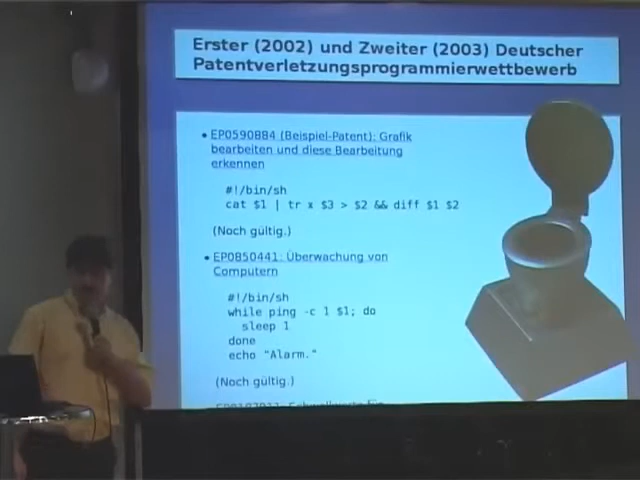 Erster (2002) und Zweiter (2003) Deutscher
Patentverletzungsprogrammierwettbewerb
• EP0590884 (Beispiel-Patent): Grafik
bearbeiten und diese Bearbeitung
erkennen
#!/bin/sh
cat $1 | tr x $3 > $2 && diff $1 $2
(Noch gültig.)
• EP0850441: Überwachung von
Computern
#!/bin/sh
while ping -c 1 $1; do
sleep 1
done
echo "Alarm."
(Noch gültig.)